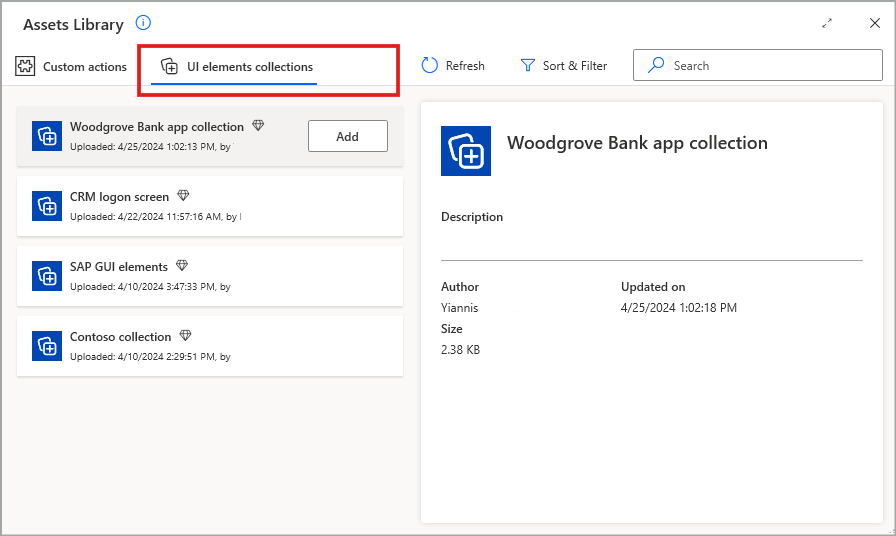 Assets Library
Custom actions
UI elements collections
Refresh
Sort & Filter
Search
Woodgrove Bank app collection
Uploaded: 4/25/2024 1:02:13 PM, by
Add
CRM logon screen
Uploaded: 4/22/2024 11:57:16 AM, by
SAP GUI elements
Uploaded: 4/10/2024 3:47:33 PM, by
Contoso collection
Uploaded: 4/10/2024 2:29:51 PM, by
Woodgrove Bank app collection
Description
Author
Updated on
Yiannis
4/25/2024 1:02:18 PM
Size
2.38 KB